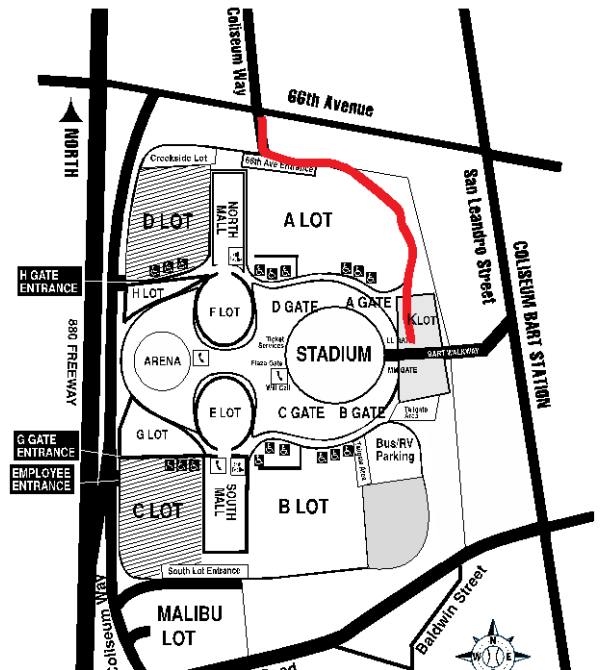 Coliseum Way
66th Avenue
NORTH
Creekside Lot
66th Ave Entrance
San Leandro Street
COLISEUM BART STATION
D LOT
NORTH
MALL
A LOT
H GATE
ENTRANCE
H LOT
F LOT
D GATE
A GATE
K LOT
880 FREEWAY
ARENA
Ticket
Services
Plaza Gate
Will Call
STADIUM
BART WALKWAY
MM GATE
E LOT
C GATE
B GATE
Tailgate
Area
G LOT
G GATE
ENTRANCE
EMPLOYEE
ENTRANCE
Bus/RV
Parking
Tailgate Area
C LOT
SOUTH
MALL
B LOT
South Lot Entrance
MALIBU
LOT
Baldwin Street
N
W
E